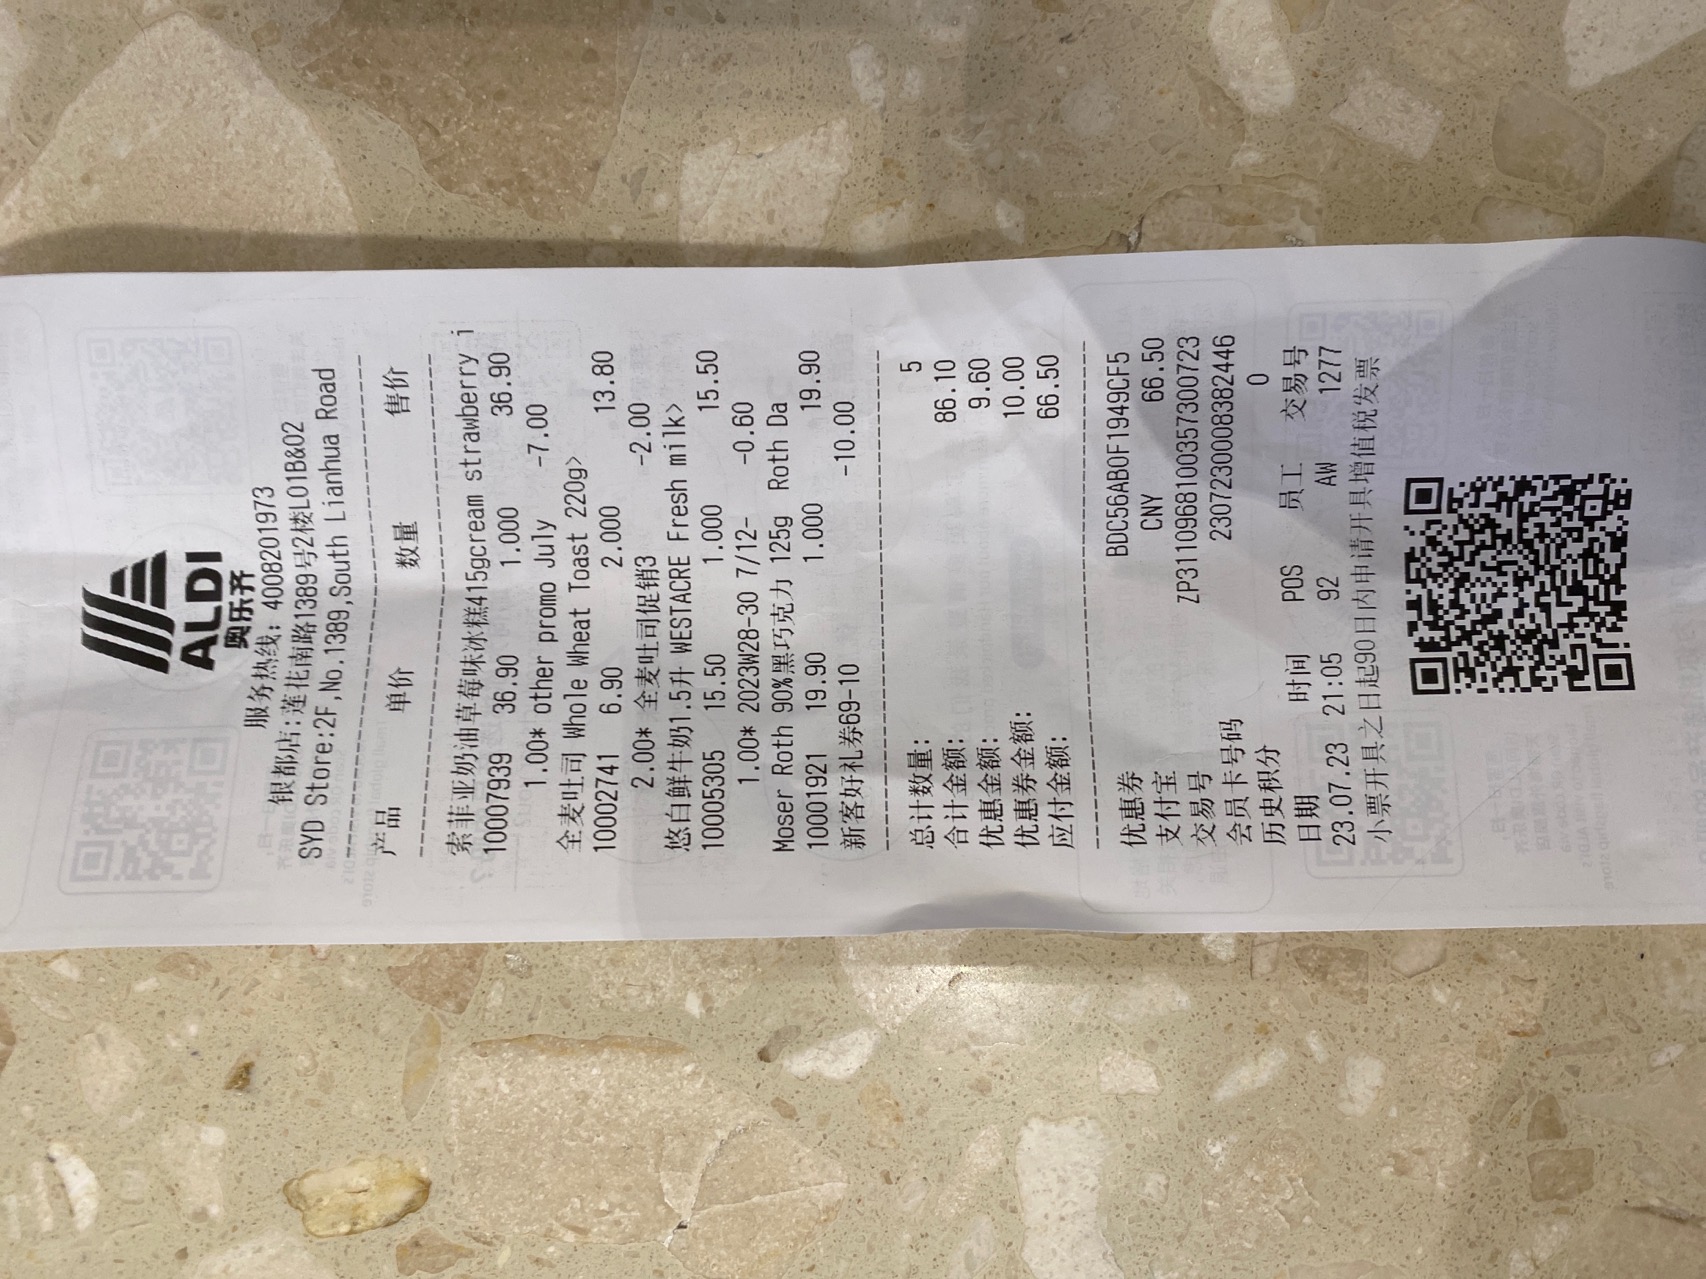 ALDI
奥乐齐
服务热线: 4008201973
银都店:莲花南路1389号2楼L01B&02
SYD Store:2F,No.1389,South Lianhua Road
产品 单价 数量 售价
索菲亚奶油草莓味冰糕415gcream strawberry i
10007939 36.90 1.000 36.90
1.00* other promo July -7.00
全麦吐司 Whole Wheat Toast 220g>
10002741 6.90 2.000 13.80
2.00* 全麦吐司促销3 -2.00
悠白鲜牛奶1.5升 WESTACRE Fresh milk>
10005305 15.50 1.000 15.50
1.00* 2023W28-30 7/12- -0.60
Moser Roth 90%黑巧克力 125g Roth Da
10001921 19.90 1.000 19.90
新客好礼券69-10 -10.00
总计数量: 5
合计金额: 86.10
优惠金额: 9.60
优惠券金额: 10.00
应付金额: 66.50
优惠券 BDC56AB0F1949CF5
支付宝 CNY 66.50
交易号 ZP31109681003573007​23
会员卡号码 2307230008382446
历史积分 0
日期 时间 POS 员工 交易号
23.07.23 21:05 92 AW 1277
小票开具之日起90日内申请开具增值税发票